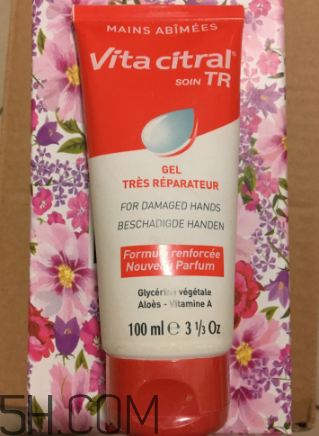 MAINS ABÎMÉES
Vita citral®
SOIN TR
GEL
TRÈS RÉPARATEUR
FOR DAMAGED HANDS
BESCHADIGDE HANDEN
Formule renforcée
Nouveau Parfum
Glycérine végétale
Aloès - Vitamine A
100 ml ℮ 3 ⅓ Oz
5H.COM